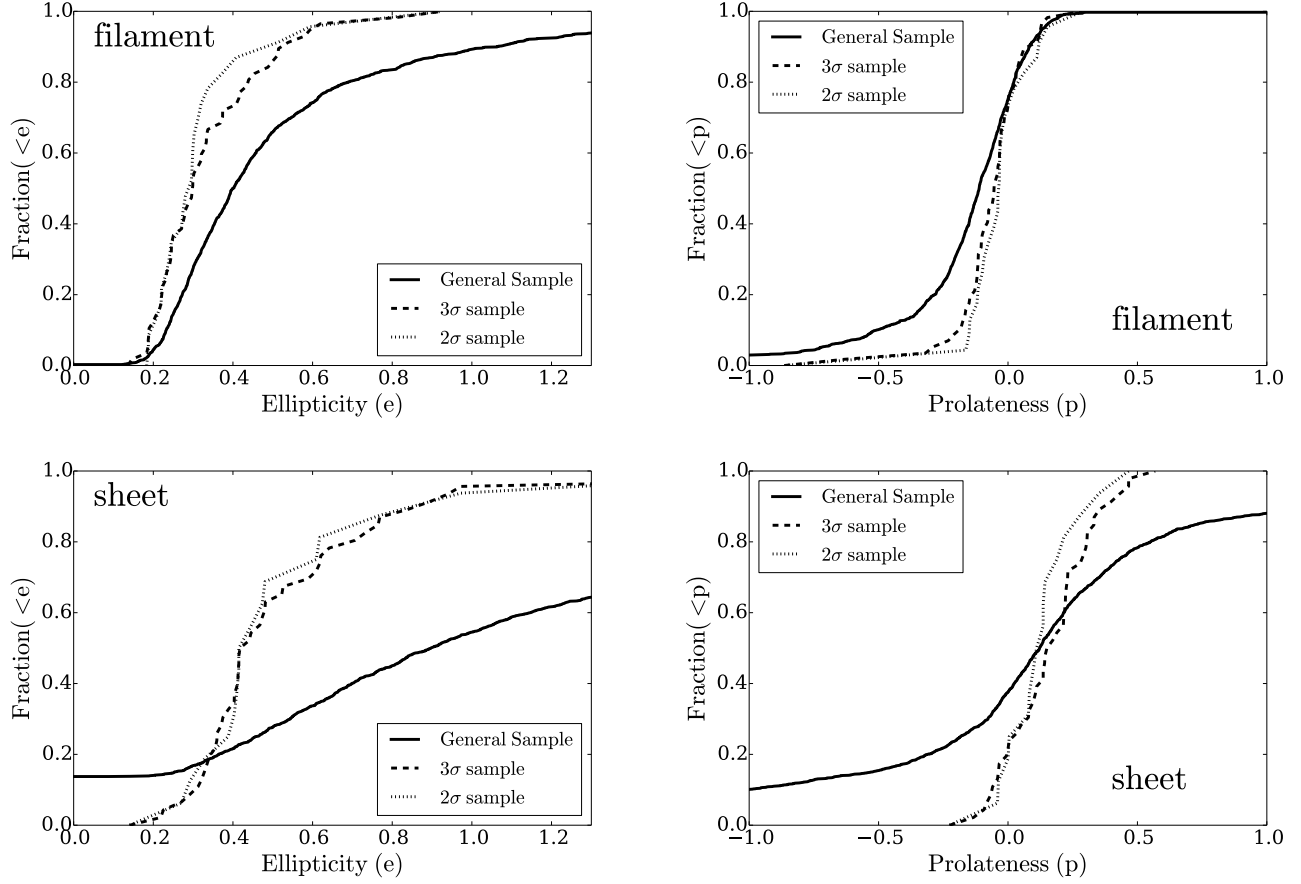 filament
Fraction( <e)
1.0
0.8
0.6
0.4
0.2
0.0
General Sample
3σ sample
2σ sample
0.0 0.2 0.4 0.6 0.8 1.0 1.2
Ellipticity (e)
Fraction( <p)
1.0
0.8
0.6
0.4
0.2
0.0
General Sample
3σ sample
2σ sample
filament
−1.0 −0.5 0.0 0.5 1.0
Prolateness (p)
sheet
Fraction( <e)
1.0
0.8
0.6
0.4
0.2
0.0
General Sample
3σ sample
2σ sample
0.0 0.2 0.4 0.6 0.8 1.0 1.2
Ellipticity (e)
Fraction( <p)
1.0
0.8
0.6
0.4
0.2
0.0
General Sample
3σ sample
2σ sample
sheet
−1.0 −0.5 0.0 0.5 1.0
Prolateness (p)